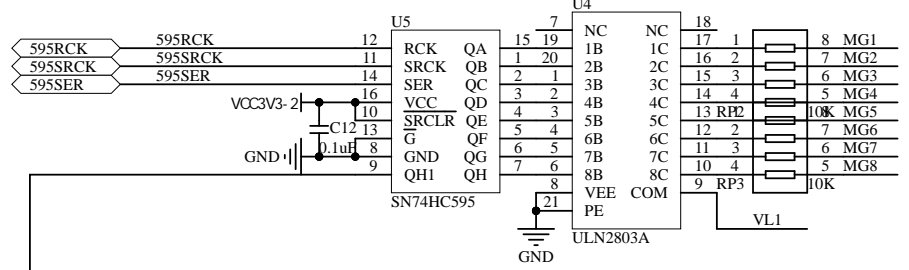 U4
U5
7 NC NC 18
595RCK 595RCK 12 RCK QA 15 19 1B 1C 17 1 8 MG1
595SRCK 595SRCK 11 SRCK QB 1 20 2B 2C 16 2 7 MG2
595SER 595SER 14 SER QC 2 1 3B 3C 15 3 6 MG3
VCC3V3-2 16 VCC QD 3 2 4B 4C 14 4 5 MG4
10 SRCLR QE 4 3 5B 5C 13 RP2 1 10K 8 MG5
C12 13 G QF 5 4 6B 6C 12 2 7 MG6
GND 0.1uF 8 GND QG 6 5 7B 7C 11 3 6 MG7
9 QH1 QH 7 6 8B 8C 10 4 5 MG8
8 VEE COM 9 RP3 10K
SN74HC595 21 PE
VL1
ULN2803A
GND